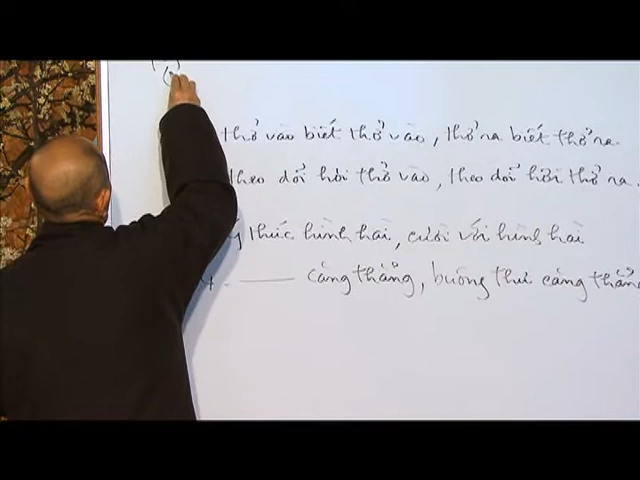 thở vào biết thở vào, thở ra biết thở ra.
theo dõi hơi thở vào, theo dõi hơi thở ra.
thức hình hài, cười với hình hài
—— căng thẳng, buông thư căng thẳng